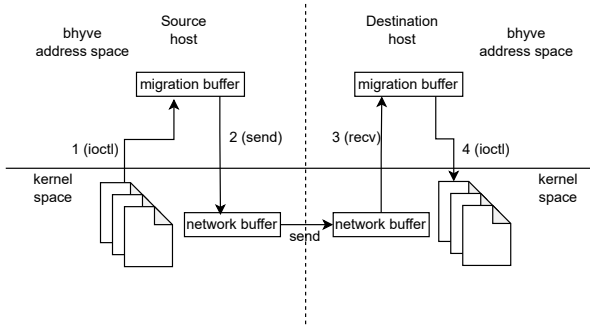 Source
host
Destination
host
bhyve
address space
bhyve
address space
migration buffer
migration buffer
1 (ioctl)
2 (send)
3 (recv)
4 (ioctl)
kernel
space
kernel
space
network buffer
send
network buffer